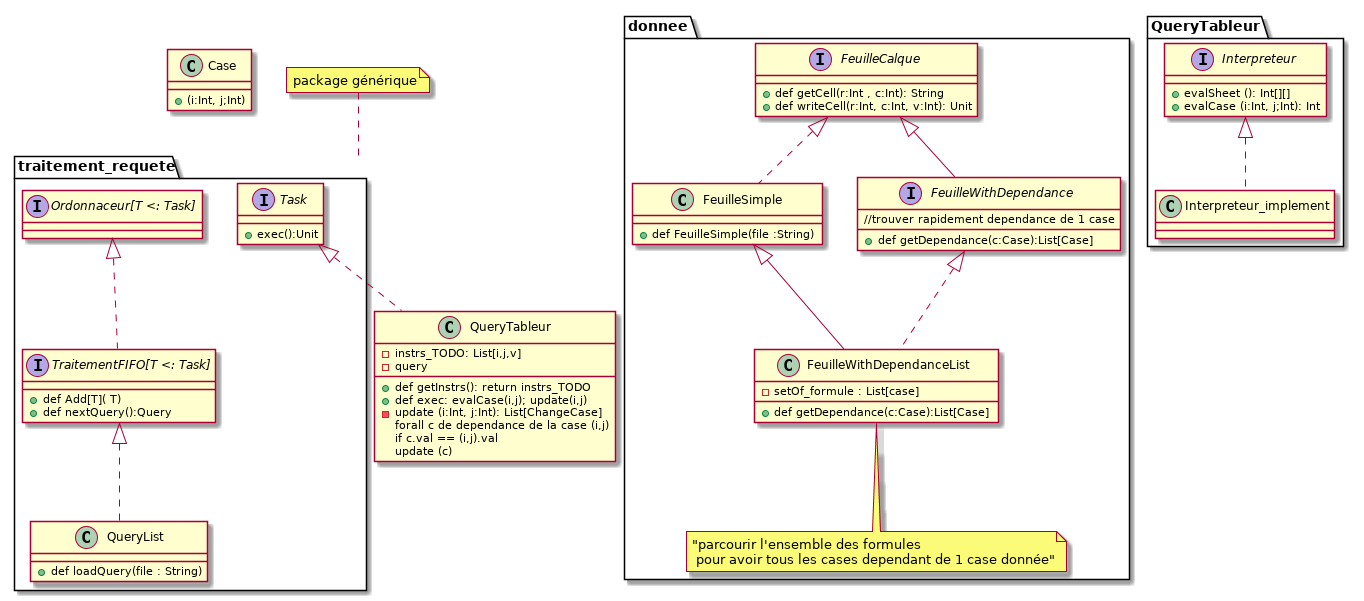 C Case
(i:Int, j;Int)
package générique
traitement_requete
I Ordonnaceur[T <: Task]
I Task
exec():Unit
I TraitementFIFO[T <: Task]
def Add[T]( T)
def nextQuery():Query
C QueryList
def loadQuery(file : String)
C QueryTableur
instrs_TODO: List[i,j,v]
query
def getInstrs(): return instrs_TODO
def exec: evalCase(i,j); update(i,j)
update (i:Int, j:Int): List[ChangeCase]
forall c de dependance de la case (i,j)
if c.val == (i,j).val
update (c)
donnee
I FeuilleCalque
def getCell(r:Int , c:Int): String
def writeCell(r:Int, c:Int, v:Int): Unit
C FeuilleSimple
def FeuilleSimple(file :String)
I FeuilleWithDependance
//trouver rapidement dependance de 1 case
def getDependance(c:Case):List[Case]
C FeuilleWithDependanceList
setOf_formule : List[case]
def getDependance(c:Case):List[Case]
"parcourir l'ensemble des formules
pour avoir tous les cases dependant de 1 case donnée"
QueryTableur
I Interpreteur
evalSheet (): Int[][]
evalCase (i:Int, j;Int): Int
C Interpreteur_implement